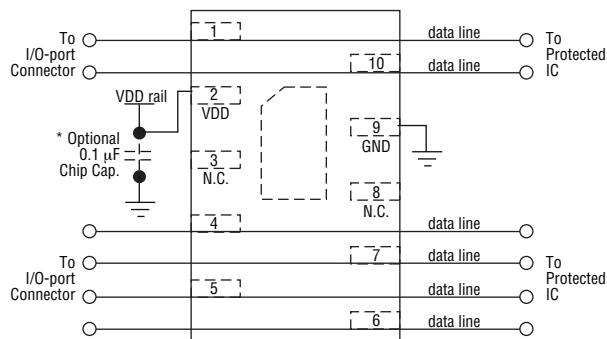 To
I/O-port
Connector
1
data line
To
Protected
IC
10
data line
VDD rail
2
VDD
* Optional
0.1 µF
Chip Cap.
9
GND
3
N.C.
8
N.C.
4
data line
To
I/O-port
Connector
7
data line
To
Protected
IC
5
data line
6
data line